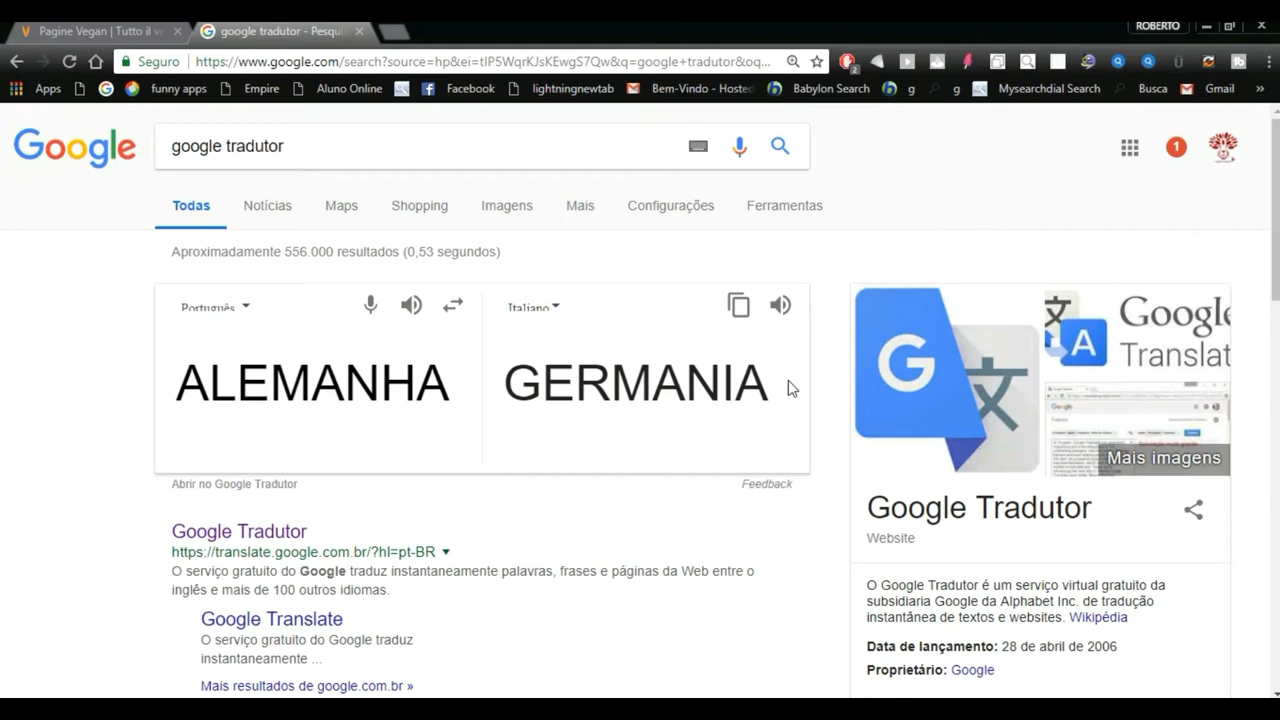 ROBERTO
Pagine Vegan | Tutto il ve
google tradutor - Pesqu
Seguro
https://www.google.com/search?source=hp&ei=tIP5WqrKJsKEwgS7Qw&q=google+tradutor&oq...
2
Apps
funny apps
Empire
Aluno Online
Facebook
lightningnewtab
Bem-Vindo - Hosted
Babylon Search
g
g
Mysearchdial Search
Busca
Gmail
»
Google
google tradutor
1
Todas
Notícias
Maps
Shopping
Imagens
Mais
Configurações
Ferramentas
Aproximadamente 556.000 resultados (0,53 segundos)
Português
Italiano
ALEMANHA
GERMANIA
Abrir no Google Tradutor
Feedback
G
文
A
Google
Translat
Mais imagens
Google Tradutor
https://translate.google.com.br/?hl=pt-BR
O serviço gratuito do Google traduz instantaneamente palavras, frases e páginas da Web entre o
inglês e mais de 100 outros idiomas.
Google Translate
O serviço gratuito do Google traduz
instantaneamente ...
Mais resultados de google.com.br »
Google Tradutor
Website
O Google Tradutor é um serviço virtual gratuito da
subsidiaria Google da Alphabet Inc. de tradução
instantânea de textos e websites. Wikipédia
Data de lançamento: 28 de abril de 2006
Proprietário: Google